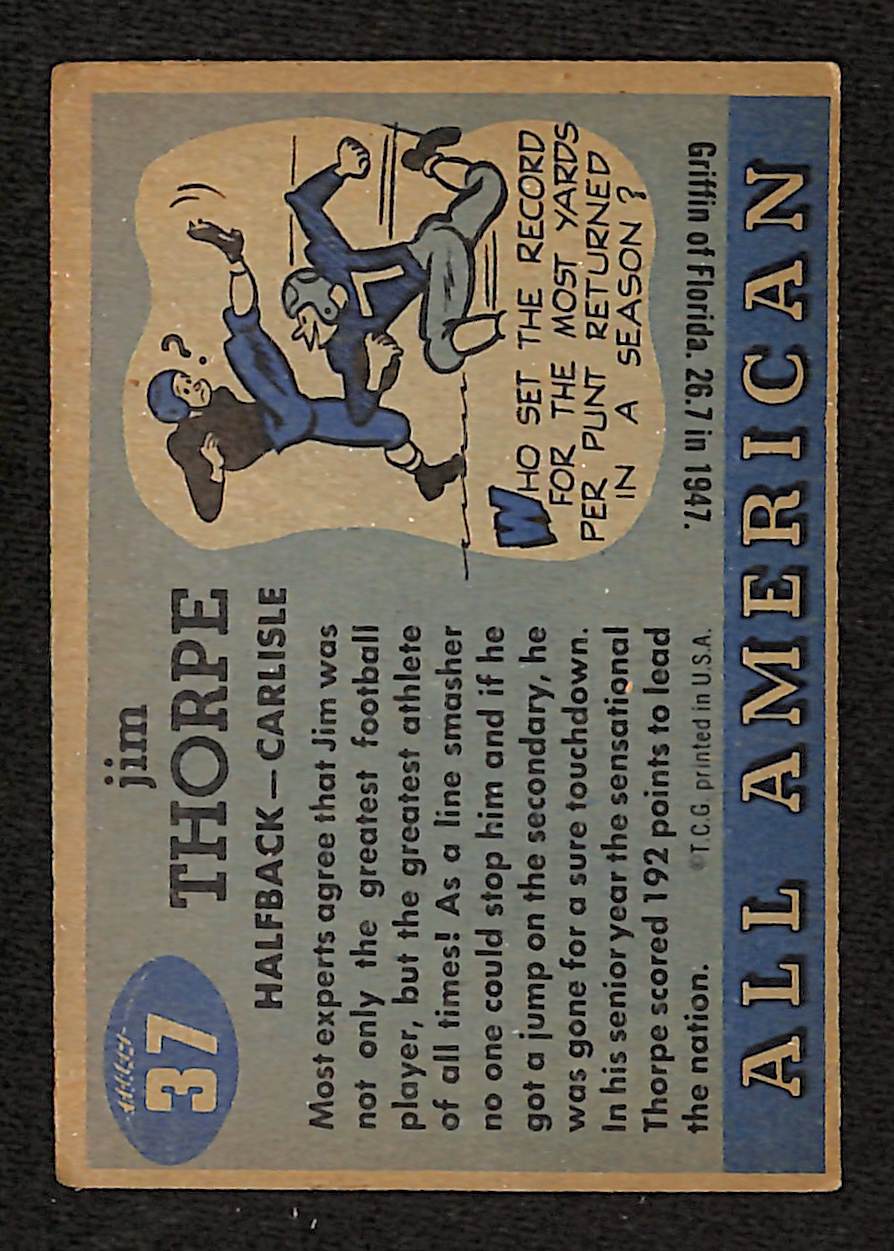 37
jim
THORPE
HALFBACK — CARLISLE
Most experts agree that Jim was
not only the greatest football
player, but the greatest athlete
of all times! As a line smasher
no one could stop him and if he
got a jump on the secondary, he
was gone for a sure touchdown.
In his senior year the sensational
Thorpe scored 192 points to lead
the nation.
©T.C.G. printed in U.S.A.
?
WHO SET THE RECORD
FOR THE MOST YARDS
PER PUNT RETURNED
IN A SEASON?
Griffin of Florida. 26.7 in 1947.
ALL AMERICAN